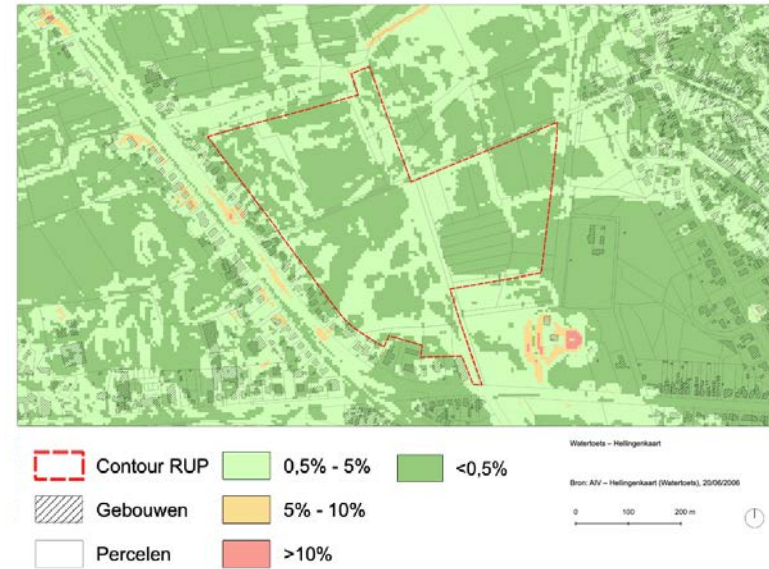 Contour RUP
0,5% - 5%
<0,5%
Gebouwen
5% - 10%
Percelen
>10%
Watertoets – Hellingenkaart
Bron: AIV – Hellingenkaart (Watertoets), 20/06/2006
0 100 200 m